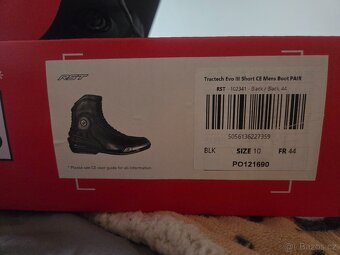 RST
Tractech Evo III Short CE Mens Boot PAIR
RST - 102341 - Black / Black 44
5056136227359
* Please see CE user guide for all information
BLK SIZE 10 FR 44
PO121690